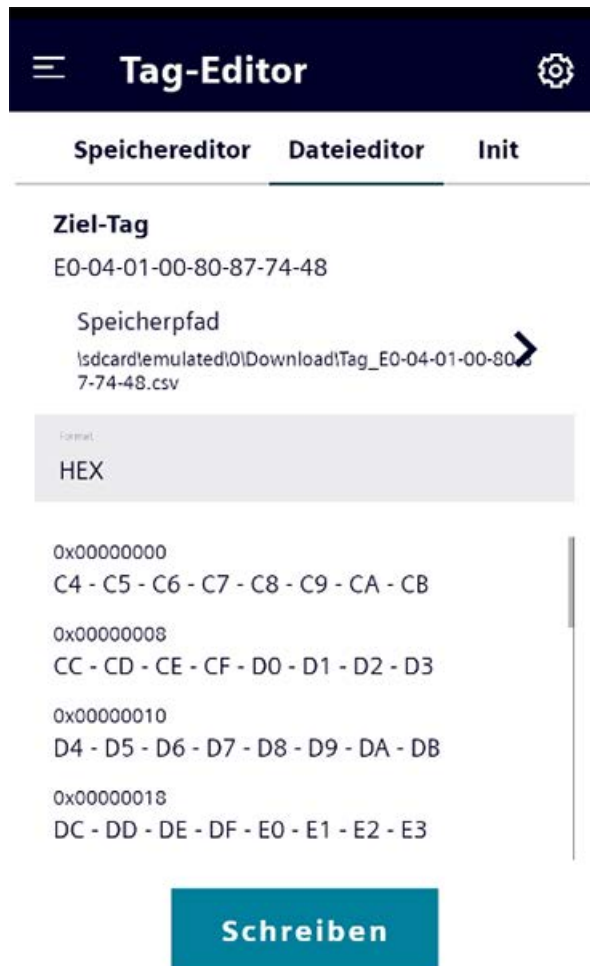 Tag-Editor
Speichereditor Dateieditor Init
Ziel-Tag
E0-04-01-00-80-87-74-48
Speicherpfad
\sdcard\emulated\0\Download\Tag_E0-04-01-00-80-8
7-74-48.csv
Format
HEX
0x00000000
C4 - C5 - C6 - C7 - C8 - C9 - CA - CB
0x00000008
CC - CD - CE - CF - D0 - D1 - D2 - D3
0x00000010
D4 - D5 - D6 - D7 - D8 - D9 - DA - DB
0x00000018
DC - DD - DE - DF - E0 - E1 - E2 - E3
Schreiben